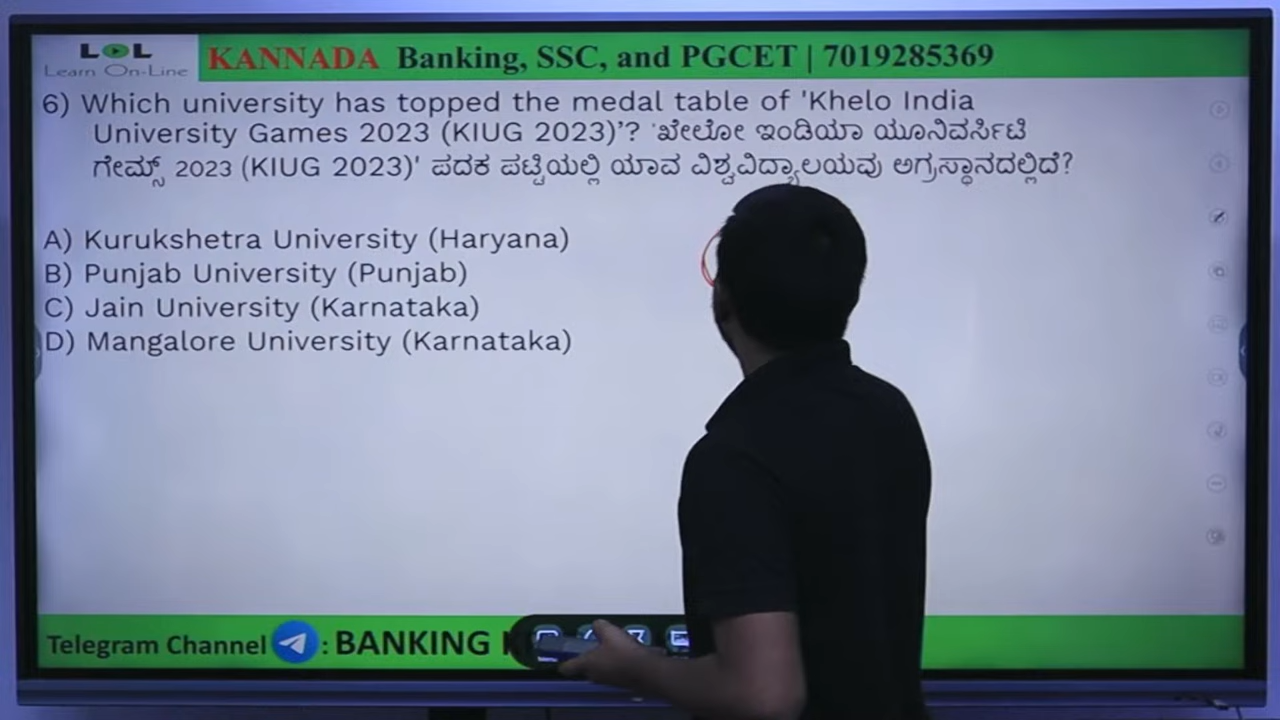 LOL
Learn On-Line
KANNADA Banking, SSC, and PGCET | 7019285369
6) Which university has topped the medal table of 'Khelo India
University Games 2023 (KIUG 2023)'? 'ಖೇಲೋ ಇಂಡಿಯಾ ಯೂನಿವರ್ಸಿಟಿ
ಗೇಮ್ಸ್ 2023 (KIUG 2023)' ಪದಕ ಪಟ್ಟಿಯಲ್ಲಿ ಯಾವ ವಿಶ್ವವಿದ್ಯಾಲಯವು ಅಗ್ರಸ್ಥಾನದಲ್ಲಿದೆ?
A) Kurukshetra University (Haryana)
B) Punjab University (Punjab)
C) Jain University (Karnataka)
D) Mangalore University (Karnataka)
Telegram Channel : BANKING